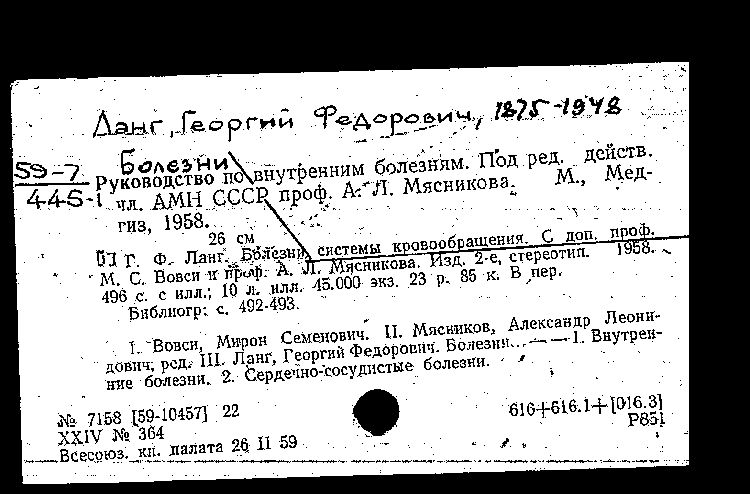 Ланг, Георгий Федорович, 1875-1948
Болезни
59-7
445-1
Руководство по внутренним болезням. Под ред. действ.
чл. АМН СССР проф. А. Л. Мясникова. М., Мед-
гиз, 1958.
26 см
Г. Ф. Ланг. Болезни системы кровообращения. С доп. проф.
М. С. Вовси и проф. А. Л. Мясникова. Изд. 2-е, стереотип. 1958.
496 с. с илл.; 10 л. илл. 45.000 экз. 23 р. 85 к. В пер.
Библиогр: с. 492-493.
I. Вовси, Мирон Семенович. II. Мясников, Александр Леони-
дович, ред. III. Ланг, Георгий Федорович. Болезни... — — 1. Внутрен-
ние болезни. 2. Сердечно-сосудистые болезни.
№ 7158 [59-10457] 22
XXIV № 364
Всесоюз. кн. палата 26 II 59
616+616.1+[016.3]
Р851